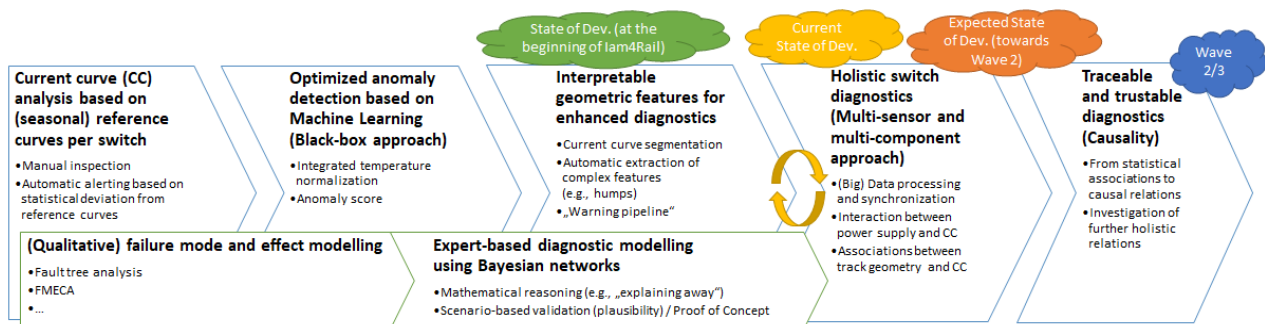 State of Dev. (at the
beginning of Iam4Rail)
Current
State of Dev.
Expected State
of Dev. (towards
Wave 2)
Wave
2/3
Current curve (CC)
analysis based on
(seasonal) reference
curves per switch
•Manual inspection
•Automatic alerting based on
statistical deviation from
reference curves
Optimized anomaly
detection based on
Machine Learning
(Black-box approach)
•Integrated temperature
normalization
•Anomaly score
Interpretable
geometric features for
enhanced diagnostics
•Current curve segmentation
•Automatic extraction of
complex features
(e.g., humps)
•„Warning pipeline“
Holistic switch
diagnostics
(Multi-sensor and
multi-component
approach)
•(Big) Data processing
and synchronization
•Interaction between
power supply and CC
•Associations between
track geometry and CC
Traceable
and trustable
diagnostics
(Causality)
•From statistical
associations to
causal relations
•Investigation of
further holistic
relations
(Qualitative) failure mode and effect modelling
•Fault tree analysis
•FMECA
•...
Expert-based diagnostic modelling
using Bayesian networks
•Mathematical reasoning (e.g., „explaining away“)
•Scenario-based validation (plausibility) / Proof of Concept